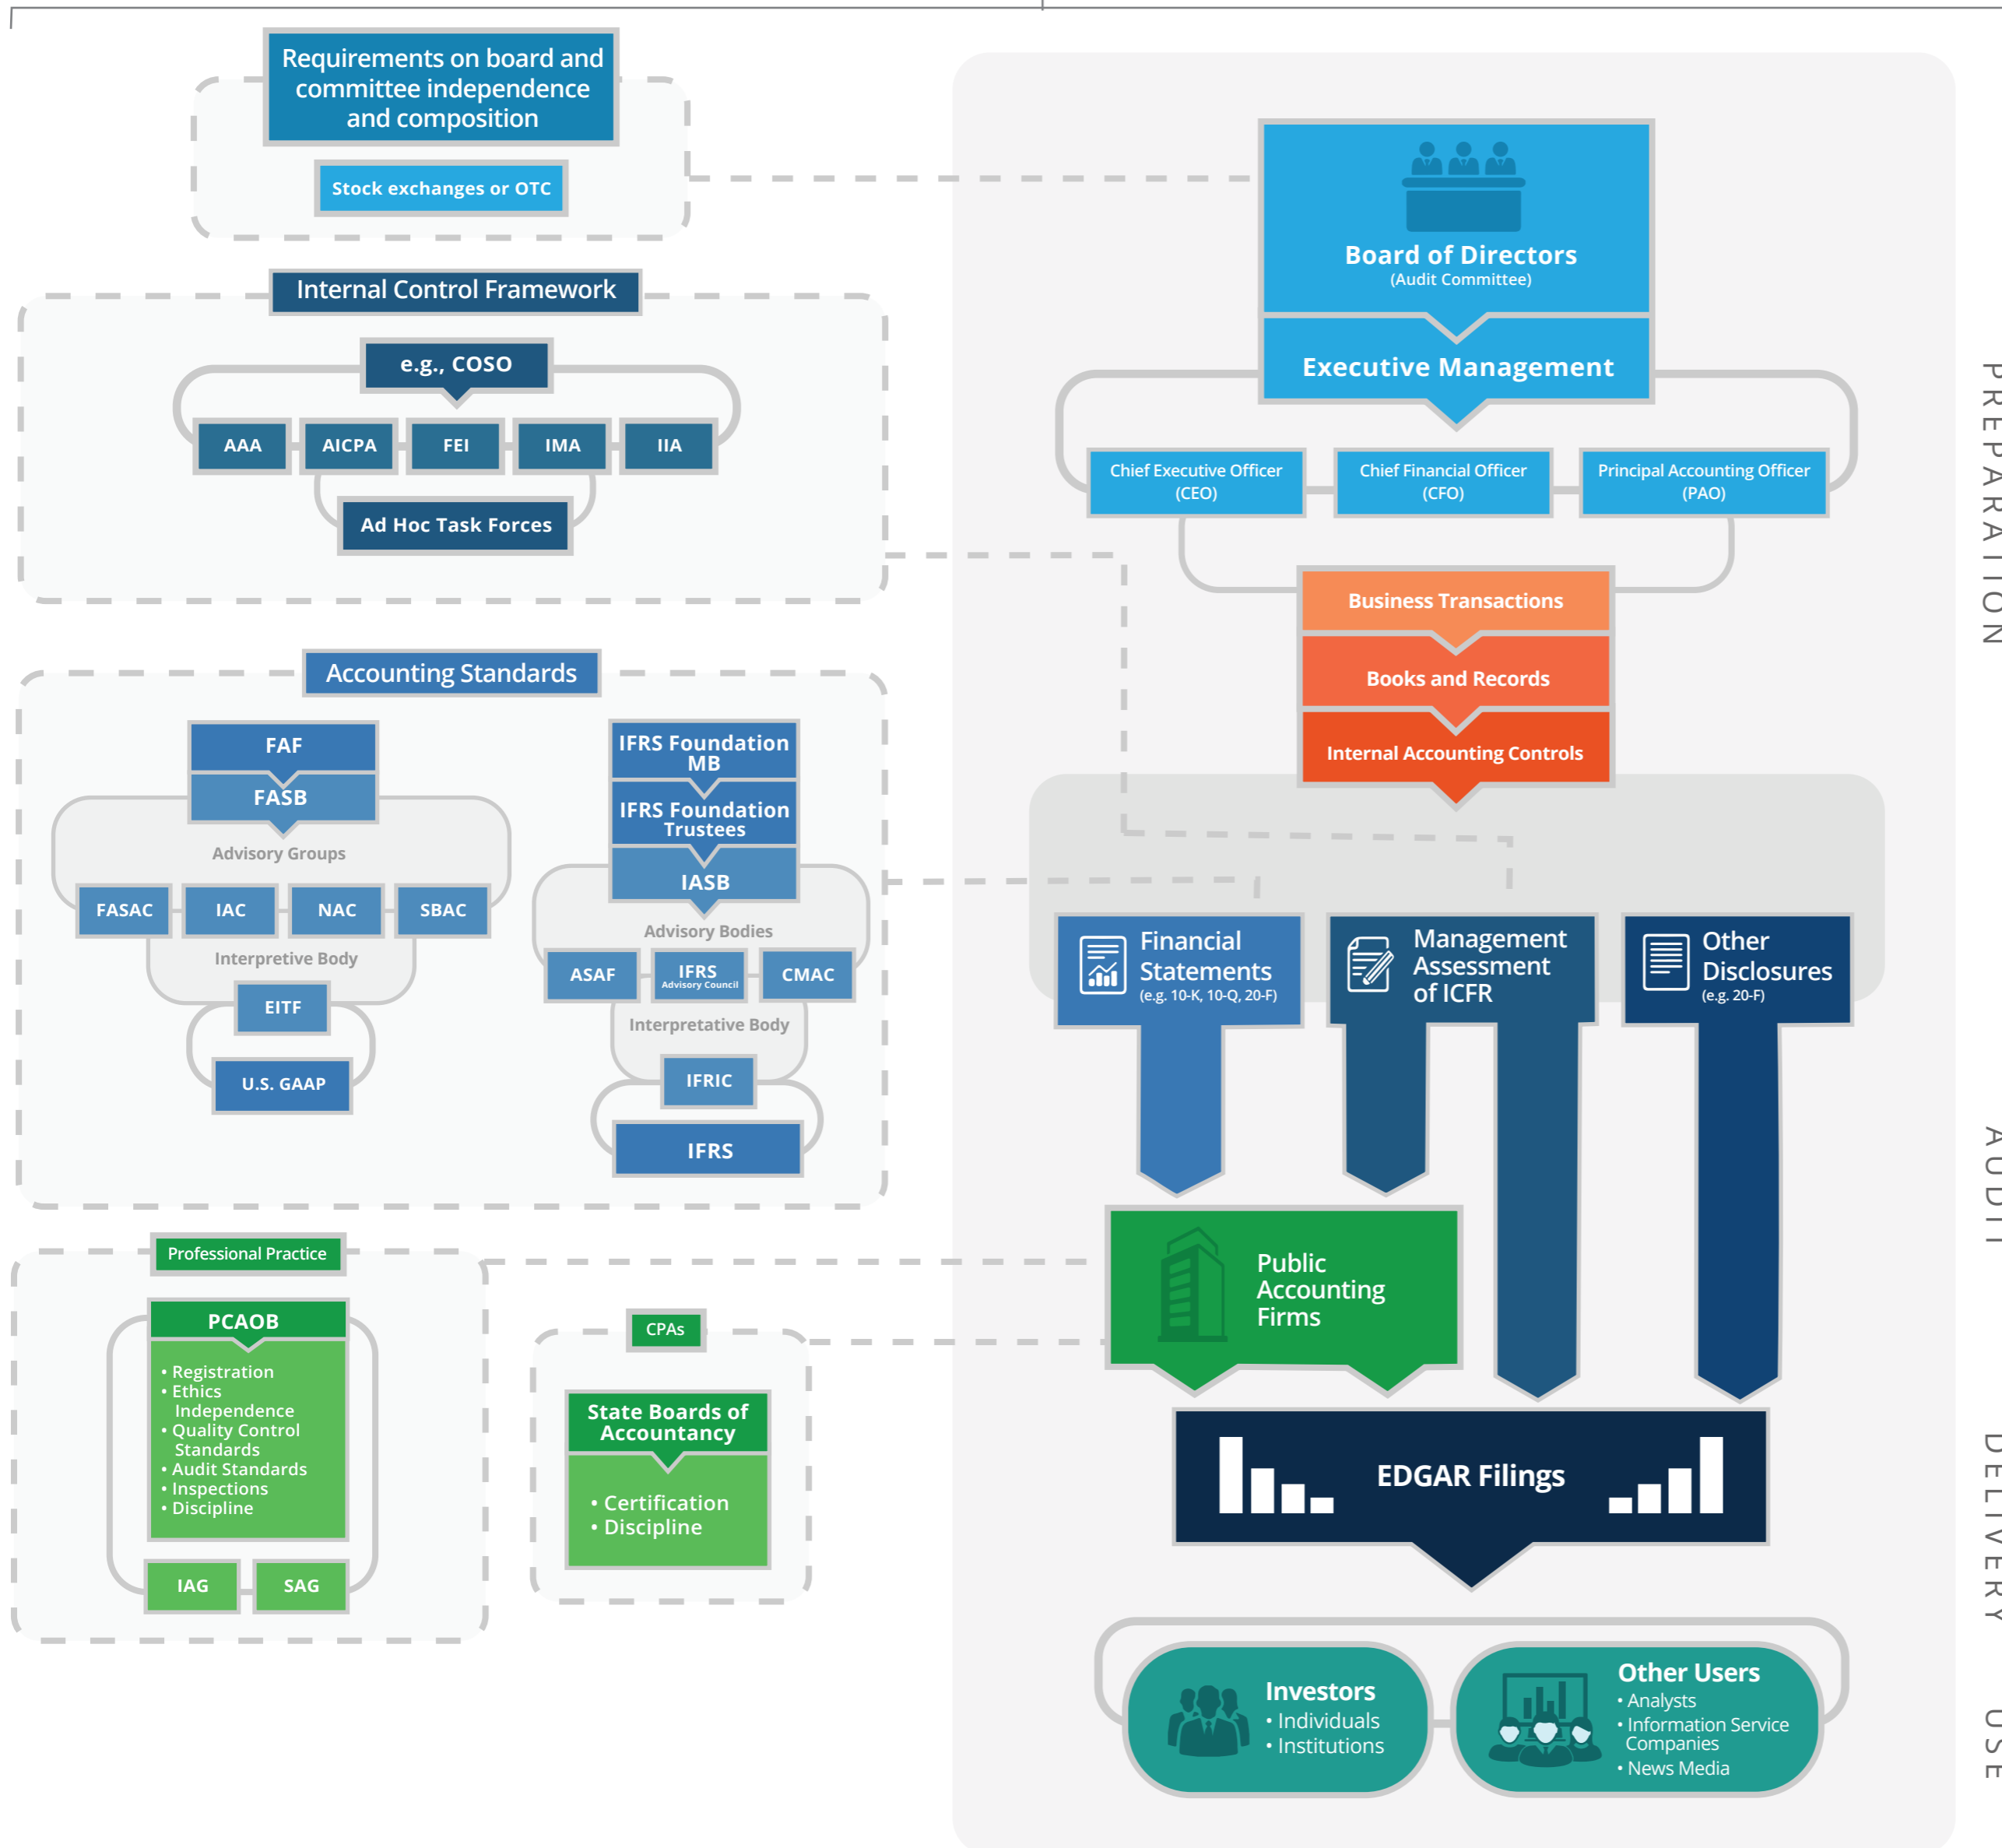 Requirements on board and
committee independence
and composition
Stock exchanges or OTC
Internal Control Framework
e.g., COSO
AAA
AICPA
FEI
IMA
IIA
Ad Hoc Task Forces
Accounting Standards
FAF
FASB
Advisory Groups
FASAC
IAC
NAC
SBAC
Interpretive Body
EITF
U.S. GAAP
IFRS Foundation
MB
IFRS Foundation
Trustees
IASB
Advisory Bodies
ASAF
IFRS
Advisory Council
CMAC
Interpretative Body
IFRIC
IFRS
Professional Practice
PCAOB
• Registration
• Ethics
Independence
• Quality Control
Standards
• Audit Standards
• Inspections
• Discipline
IAG
SAG
CPAs
State Boards of
Accountancy
• Certification
• Discipline
Board of Directors
(Audit Committee)
Executive Management
Chief Executive Officer
(CEO)
Chief Financial Officer
(CFO)
Principal Accounting Officer
(PAO)
Business Transactions
Books and Records
Internal Accounting Controls
Financial
Statements
(e.g. 10-K, 10-Q, 20-F)
Management
Assessment
of ICFR
Other
Disclosures
(e.g. 20-F)
Public
Accounting
Firms
EDGAR Filings
Investors
• Individuals
• Institutions
Other Users
• Analysts
• Information Service
Companies
• News Media
PREPARATION
AUDIT
DELIVERY
USE